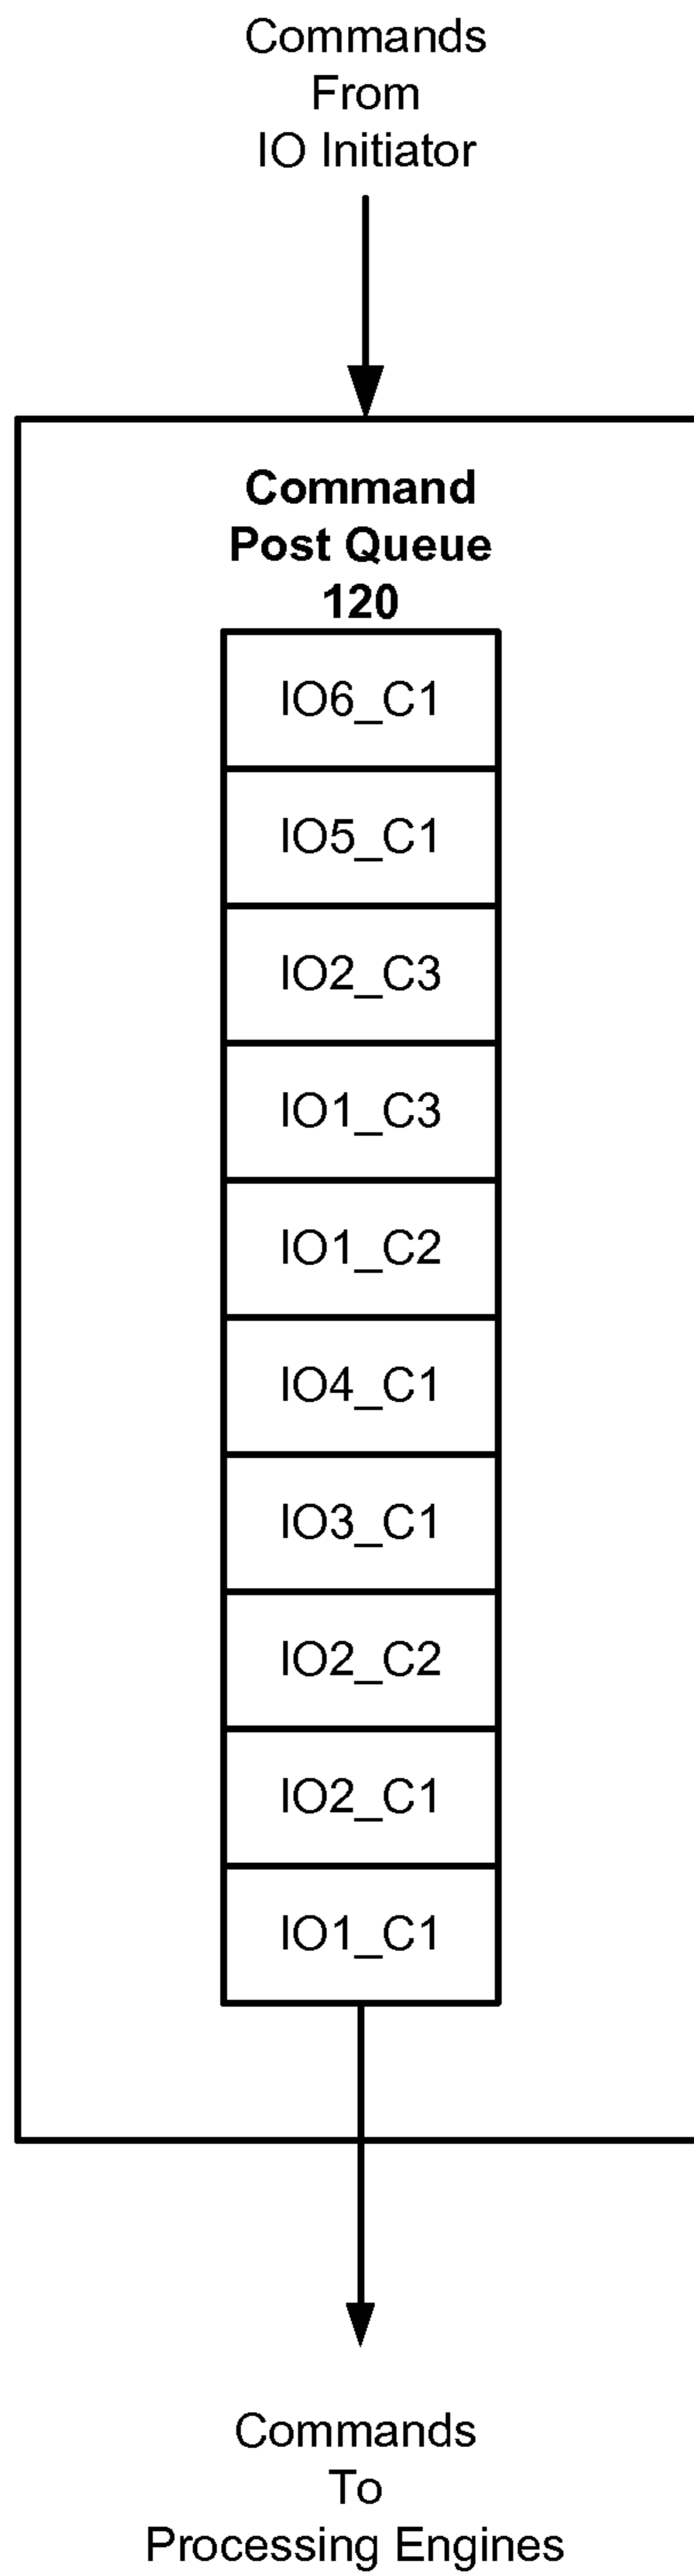 Commands
From
IO Initiator
Command
Post Queue
120
IO6_C1
IO5_C1
IO2_C3
IO1_C3
IO1_C2
IO4_C1
IO3_C1
IO2_C2
IO2_C1
IO1_C1
Commands
To
Processing Engines